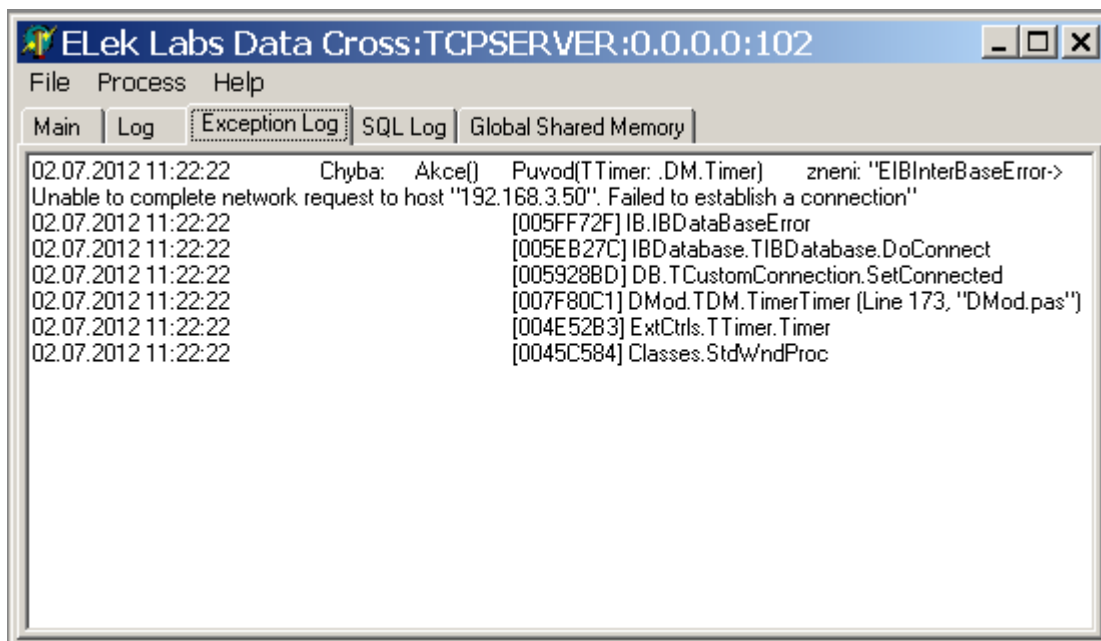 ELek Labs Data Cross:TCPSERVER:0.0.0.0:102
File Process Help
Main Log Exception Log SQL Log Global Shared Memory
02.07.2012 11:22:22 Chyba: Akce() Puvod(TTimer: .DM.Timer) zneni: "EIBInterBaseError->
Unable to complete network request to host "192.168.3.50". Failed to establish a connection"
02.07.2012 11:22:22 [005FF72F] IB.IBDataBaseError
02.07.2012 11:22:22 [005EB27C] IBDatabase.TIBDatabase.DoConnect
02.07.2012 11:22:22 [005928BD] DB.TCustomConnection.SetConnected
02.07.2012 11:22:22 [007F80C1] DMod.TDM.TimerTimer (Line 173, "DMod.pas")
02.07.2012 11:22:22 [004E52B3] ExtCtrls.TTimer.Timer
02.07.2012 11:22:22 [0045C584] Classes.StdWndProc